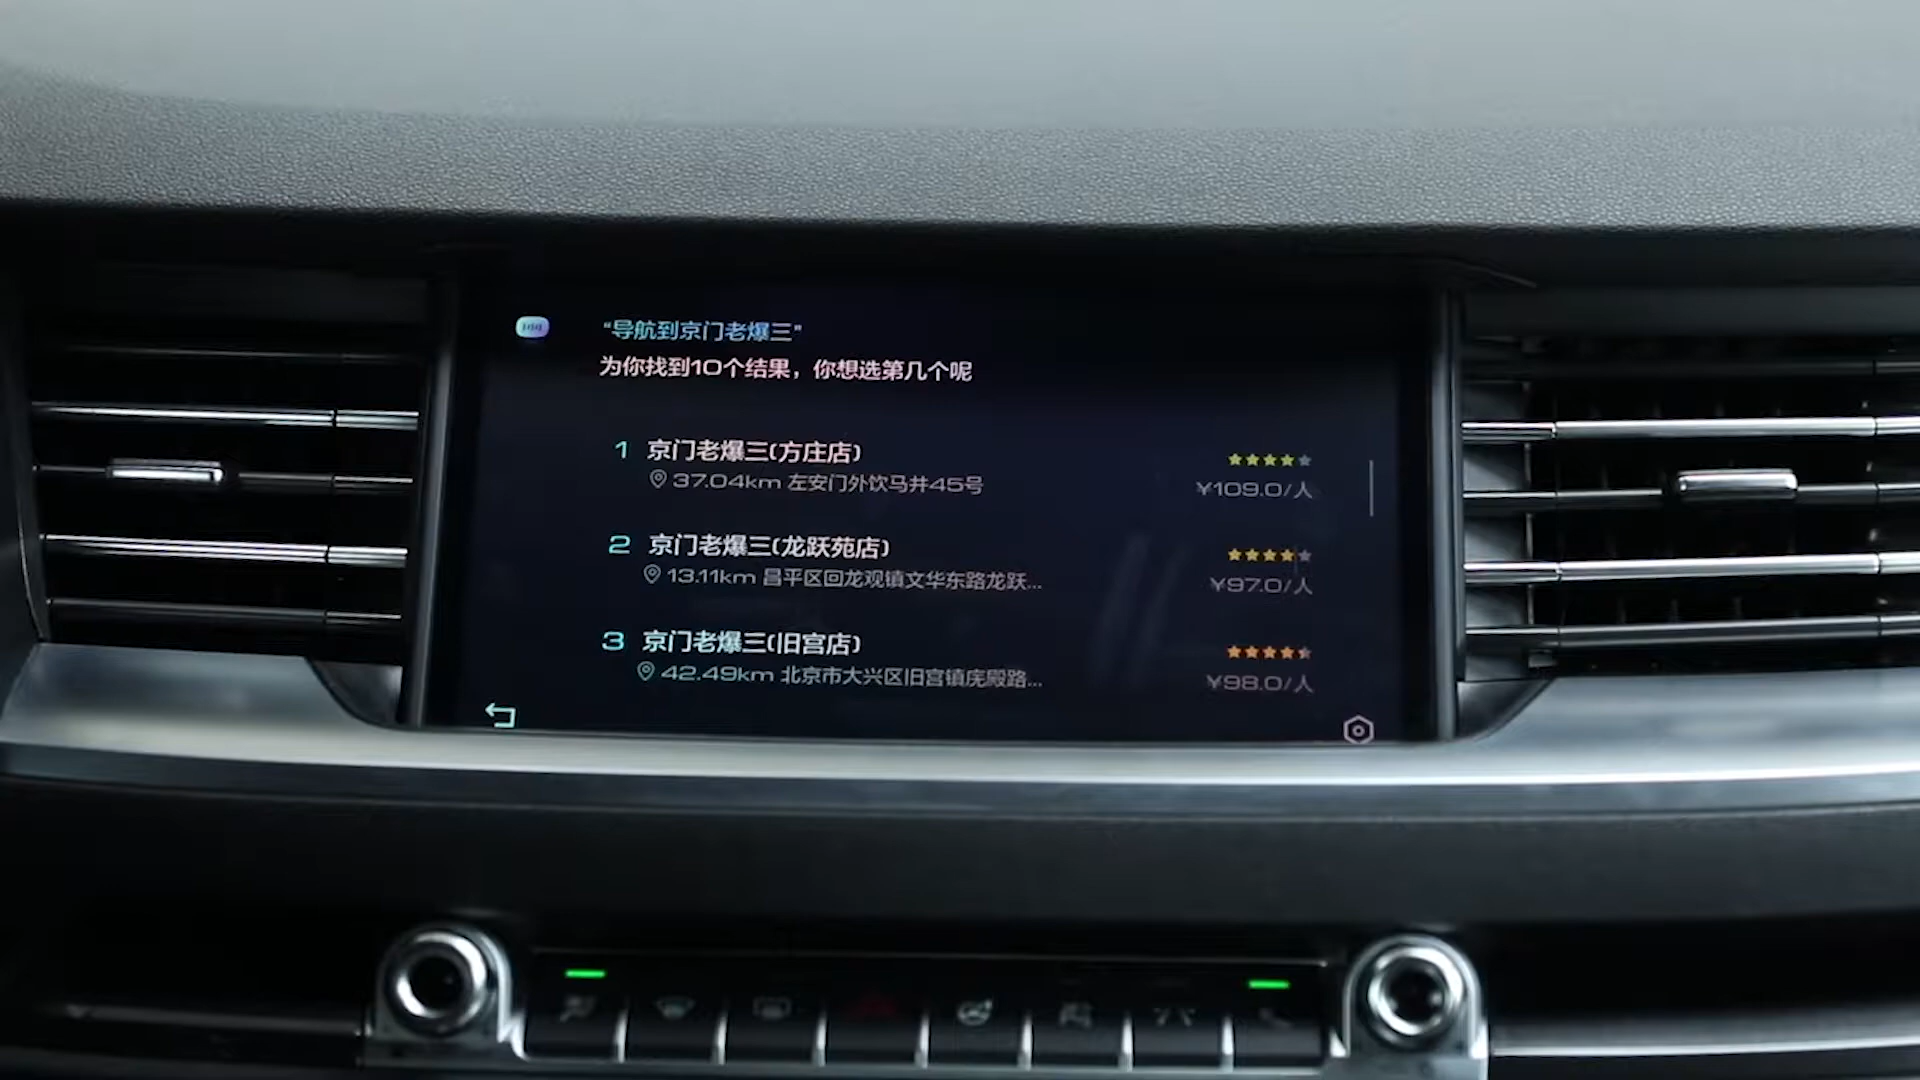 “导航到京门老爆三”
为你找到10个结果，你想选第几个呢
1 京门老爆三(方庄店)
37.04km 左安门外饮马井45号
¥109.0/人
2 京门老爆三(龙跃苑店)
13.11km 昌平区回龙观镇文华东路龙跃...
¥97.0/人
3 京门老爆三(旧宫店)
42.49km 北京市大兴区旧宫镇庑殿路...
¥98.0/人